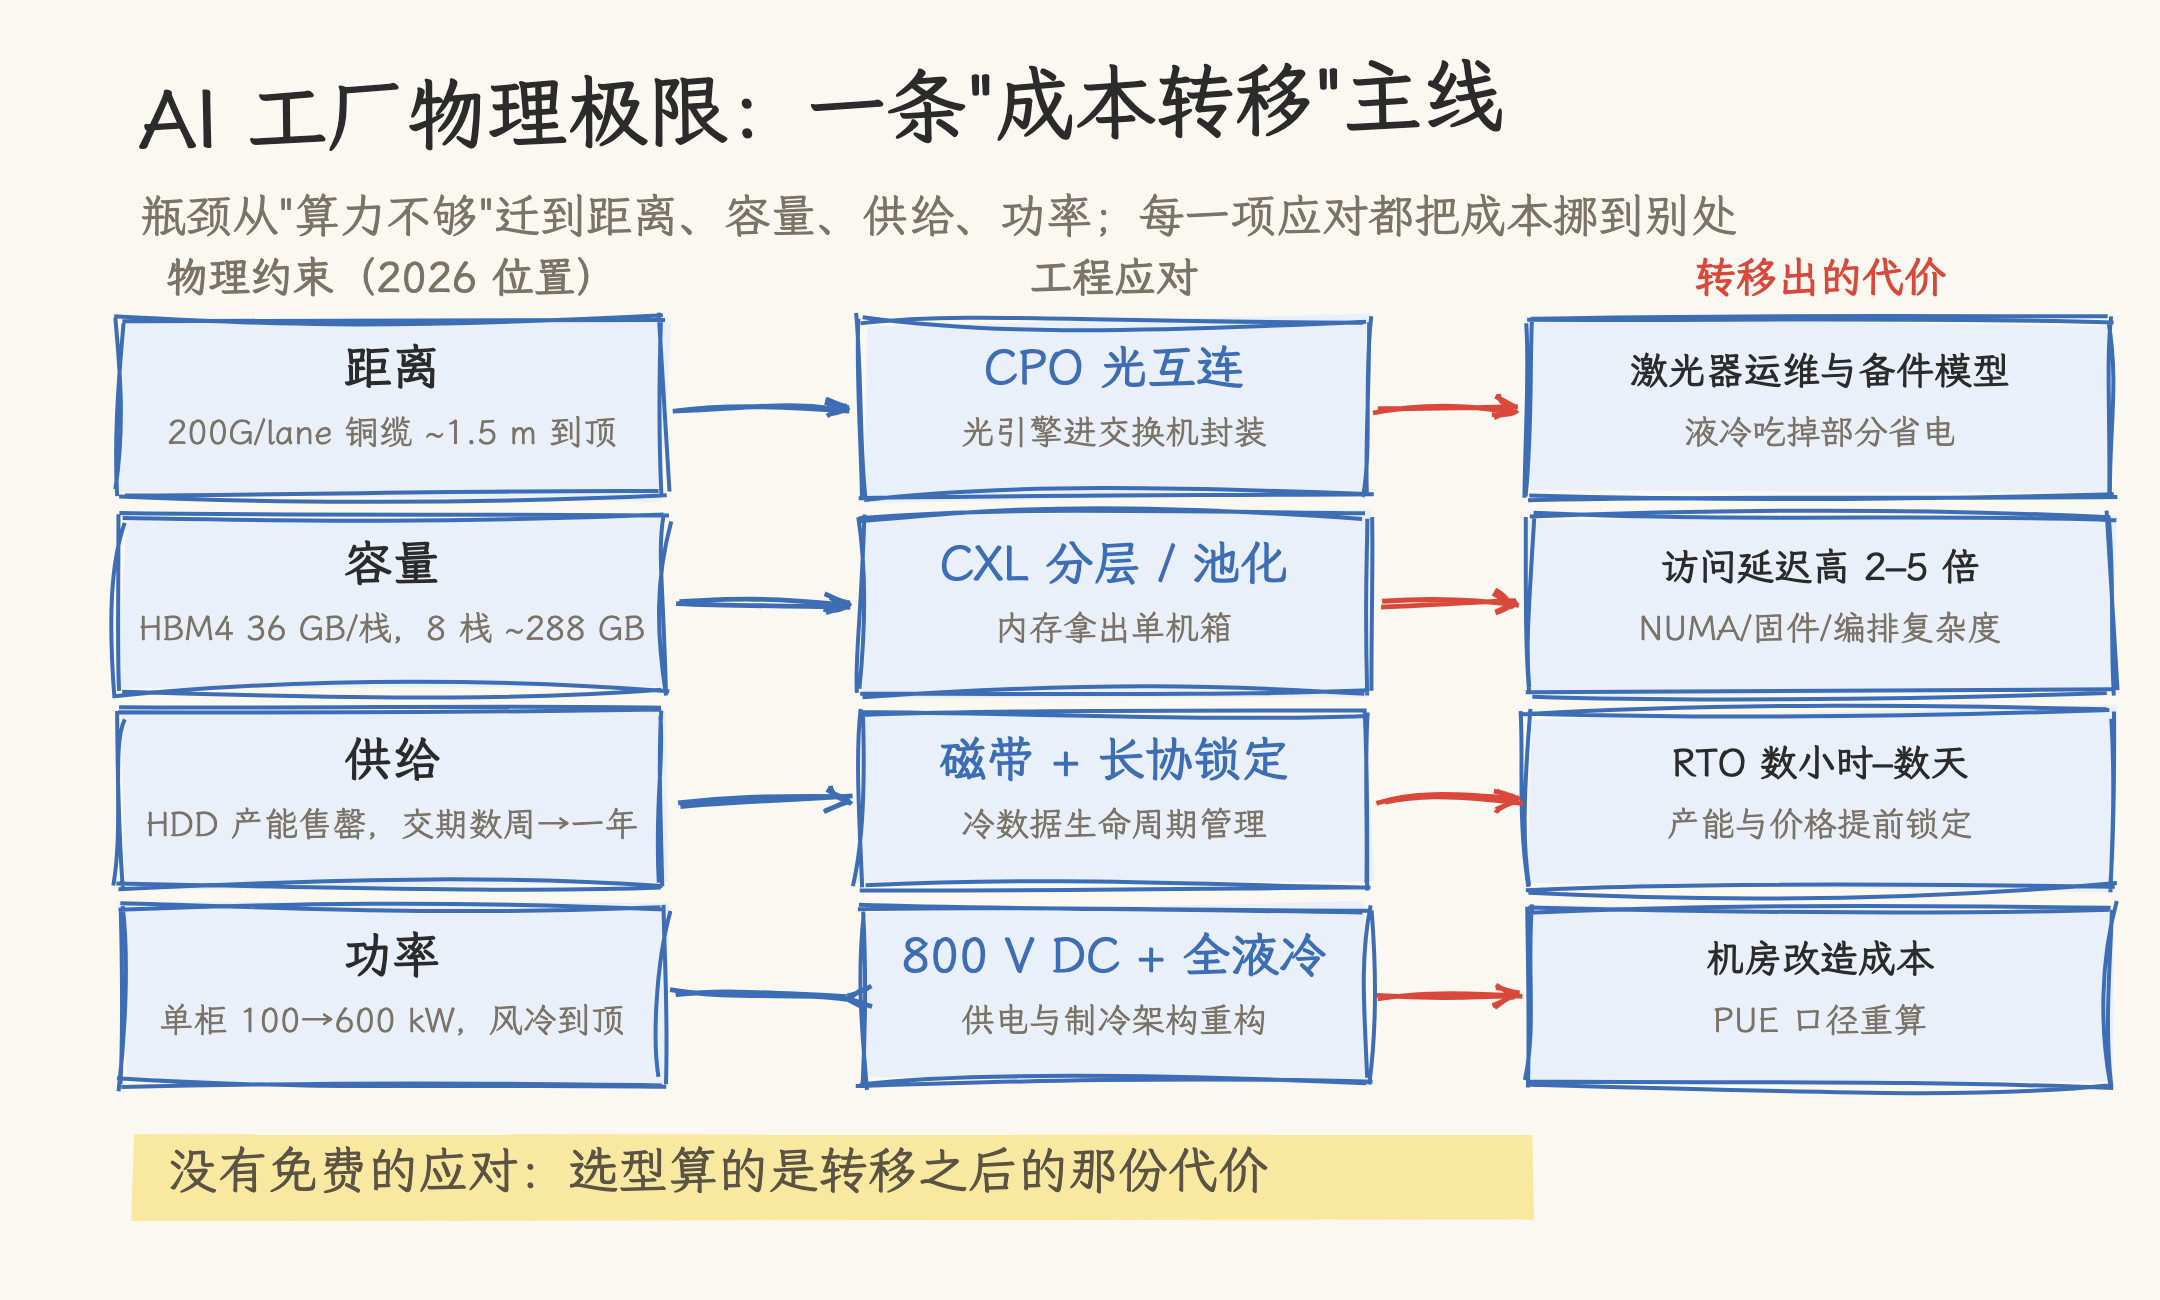 AI 工厂物理极限：一条"成本转移"主线
瓶颈从"算力不够"迁到距离、容量、供给、功率；每一项应对都把成本挪到别处
物理约束（2026 位置）
工程应对
转移出的代价
距离
200G/lane 铜缆 ~1.5 m 到顶
CPO 光互连
光引擎进交换机封装
激光器运维与备件模型
液冷吃掉部分省电
容量
HBM4 36 GB/栈，8 栈 ~288 GB
CXL 分层 / 池化
内存拿出单机箱
访问延迟高 2–5 倍
NUMA/固件/编排复杂度
供给
HDD 产能售罄，交期数周→一年
磁带 + 长协锁定
冷数据生命周期管理
RTO 数小时–数天
产能与价格提前锁定
功率
单柜 100→600 kW，风冷到顶
800 V DC + 全液冷
供电与制冷架构重构
机房改造成本
PUE 口径重算
没有免费的应对：选型算的是转移之后的那份代价